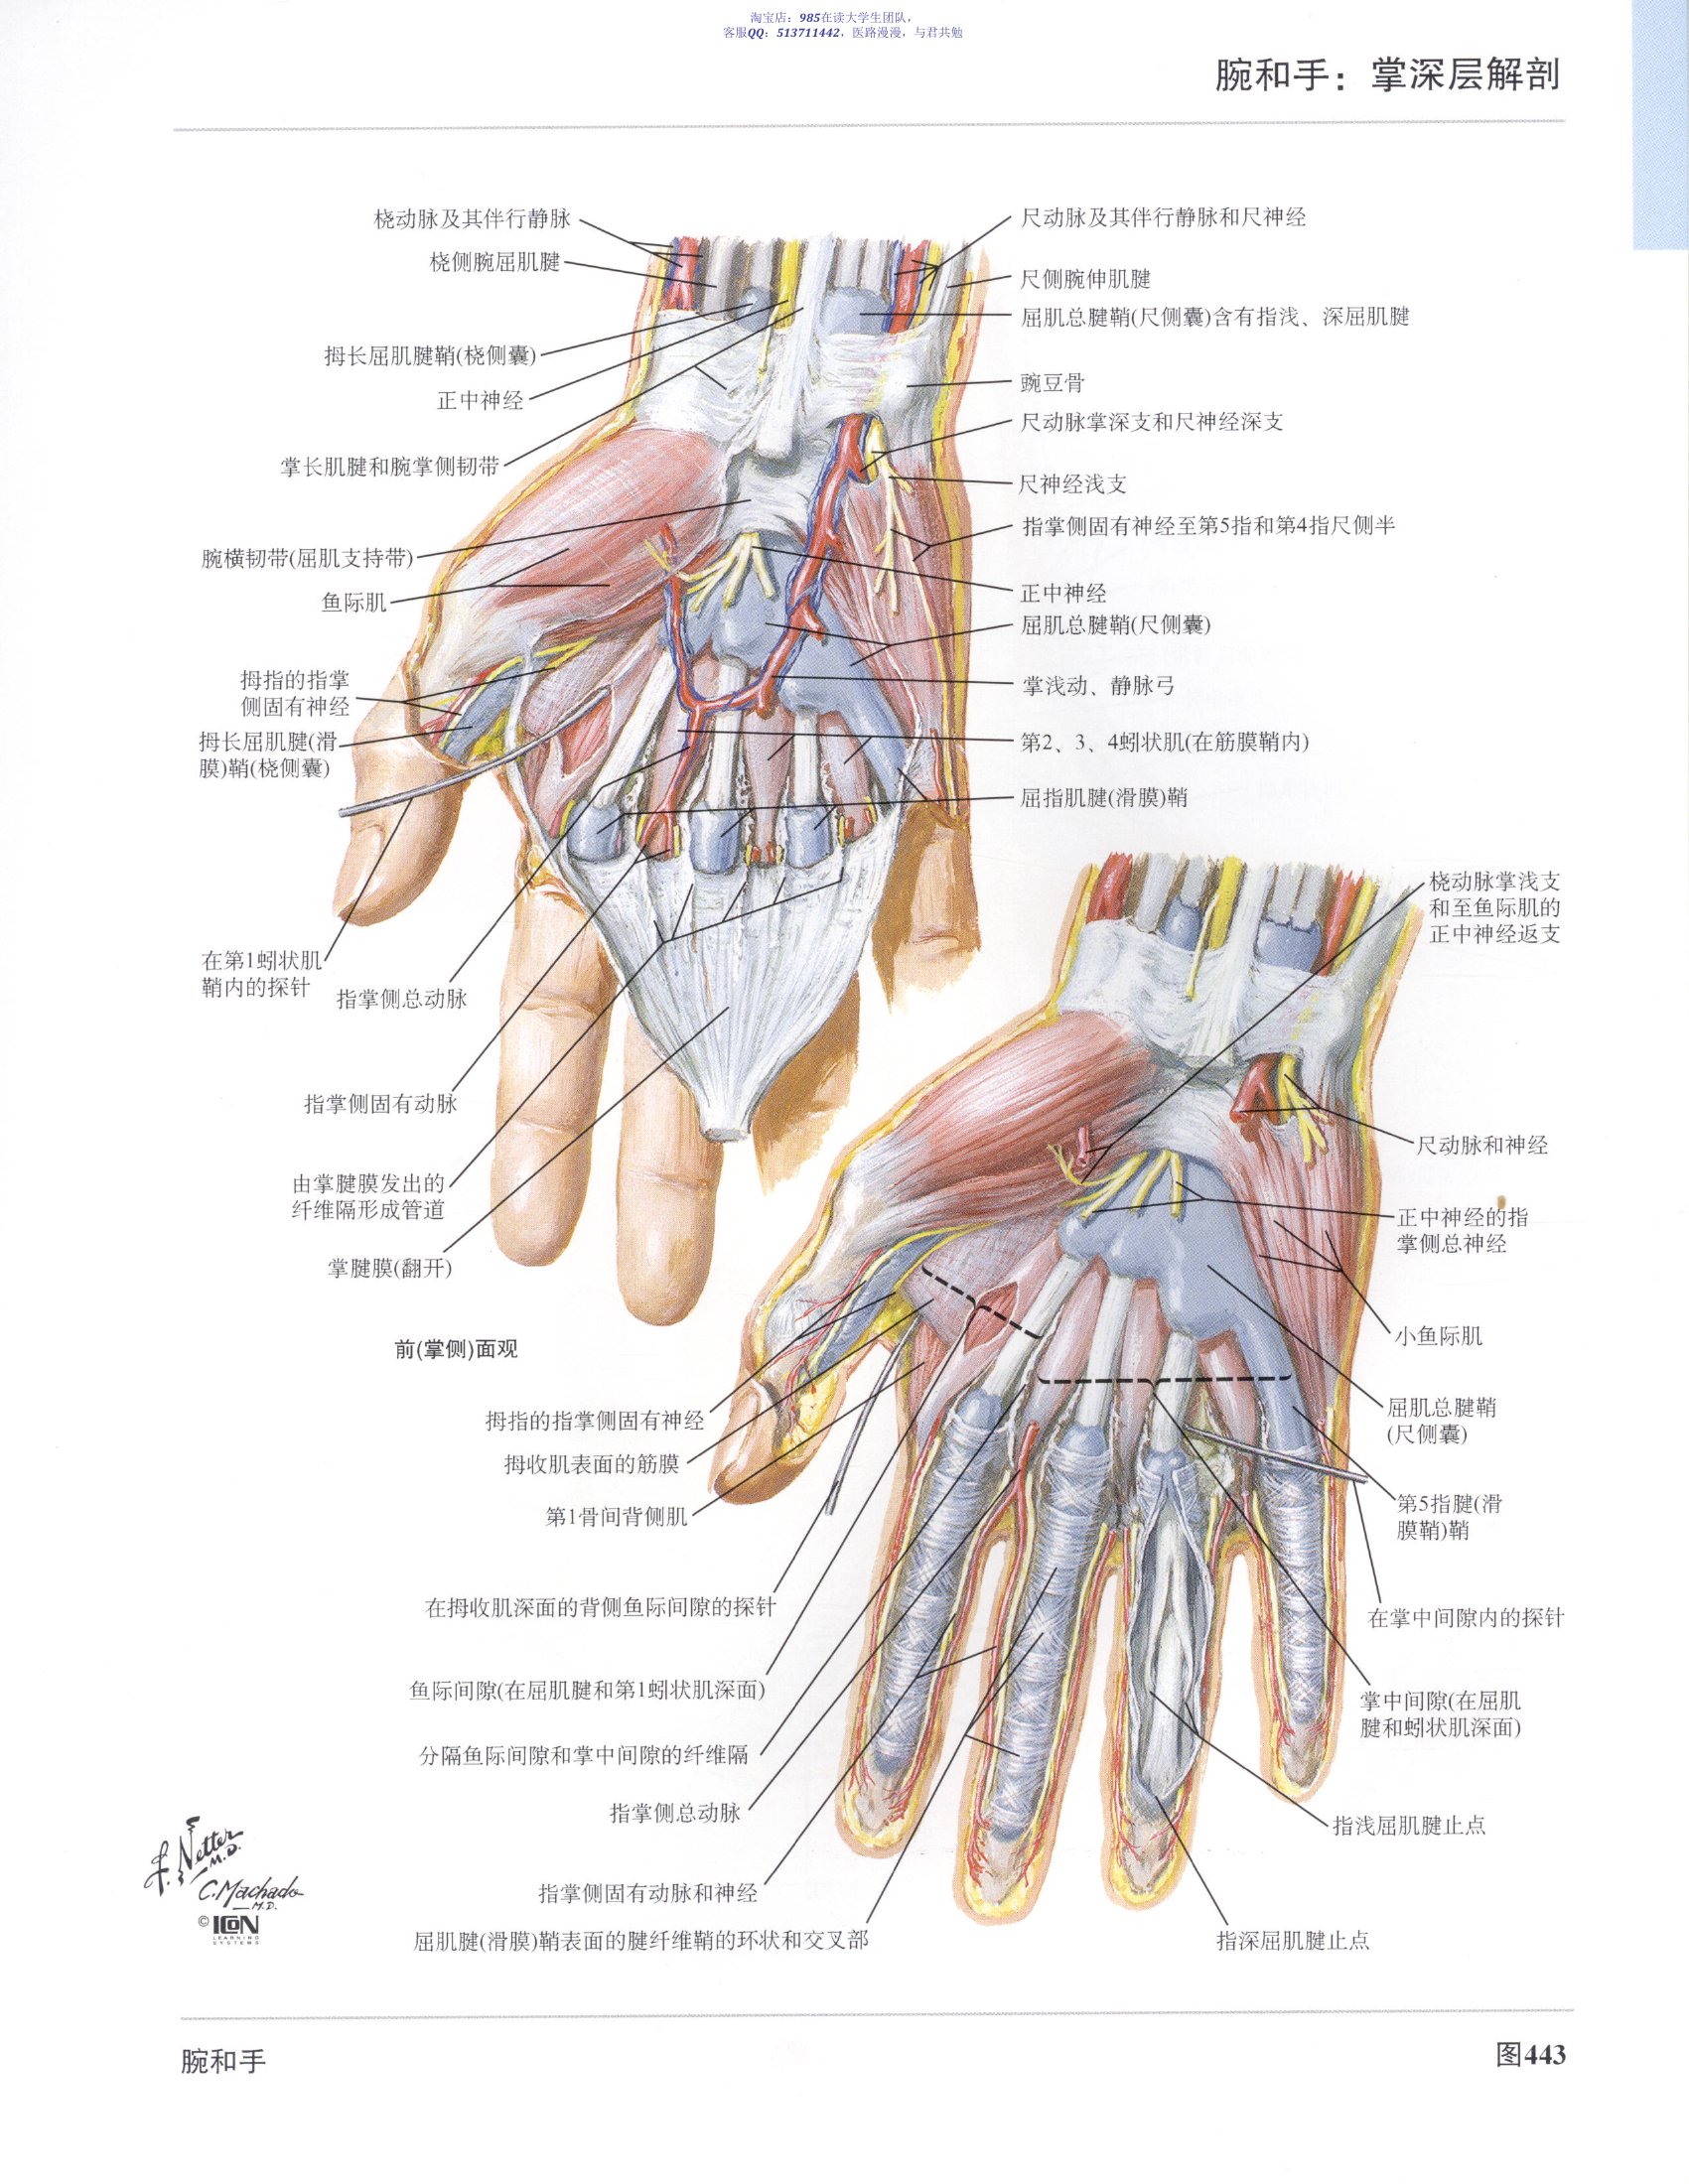 淘宝店：985在读大学生团队，
客服QQ：513711442，医路漫漫，与君共勉
腕和手：掌深层解剖
桡动脉及其伴行静脉
桡侧腕屈肌腱
拇长屈肌腱鞘(桡侧囊)
正中神经
掌长肌腱和腕掌侧韧带
腕横韧带(屈肌支持带)
鱼际肌
拇指的指掌
侧固有神经
拇长屈肌腱(滑
膜)鞘(桡侧囊)
在第1蚓状肌
鞘内的探针
指掌侧总动脉
指掌侧固有动脉
由掌腱膜发出的
纤维隔形成管道
掌腱膜(翻开)
前(掌侧)面观
尺动脉及其伴行静脉和尺神经
尺侧腕伸肌腱
屈肌总腱鞘(尺侧囊)含有指浅、深屈肌腱
豌豆骨
尺动脉掌深支和尺神经深支
尺神经浅支
指掌侧固有神经至第5指和第4指尺侧半
正中神经
屈肌总腱鞘(尺侧囊)
掌浅动、静脉弓
第2、3、4蚓状肌(在筋膜鞘内)
屈指肌腱(滑膜)鞘
桡动脉掌浅支
和至鱼际肌的
正中神经返支
尺动脉和神经
正中神经的指
掌侧总神经
小鱼际肌
屈肌总腱鞘
(尺侧囊)
第5指腱(滑
膜鞘)鞘
在掌中间隙内的探针
掌中间隙(在屈肌
腱和蚓状肌深面)
指浅屈肌腱止点
指深屈肌腱止点
拇指的指掌侧固有神经
拇收肌表面的筋膜
第1骨间背侧肌
在拇收肌深面的背侧鱼际间隙的探针
鱼际间隙(在屈肌腱和第1蚓状肌深面)
分隔鱼际间隙和掌中间隙的纤维隔
指掌侧总动脉
指掌侧固有动脉和神经
屈肌腱(滑膜)鞘表面的腱纤维鞘的环状和交叉部
F. Netter
M.D.
C. Machado
M.D.
© ICON
LEARNING
SYSTEMS
腕和手
图443